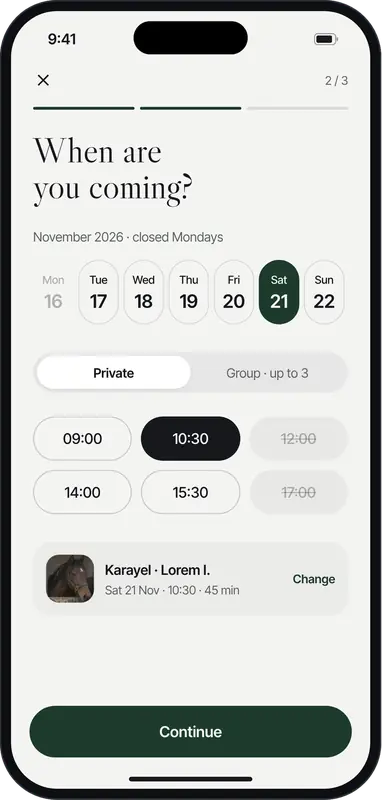 9:41
2 / 3
When are
you coming?
November 2026 · closed Mondays
Mon Tue Wed Thu Fri Sat Sun
16 17 18 19 20 21 22
Private Group · up to 3
09:00 10:30 12:00
14:00 15:30 17:00
Karayel · Lorem I.
Sat 21 Nov · 10:30 · 45 min
Change
Continue